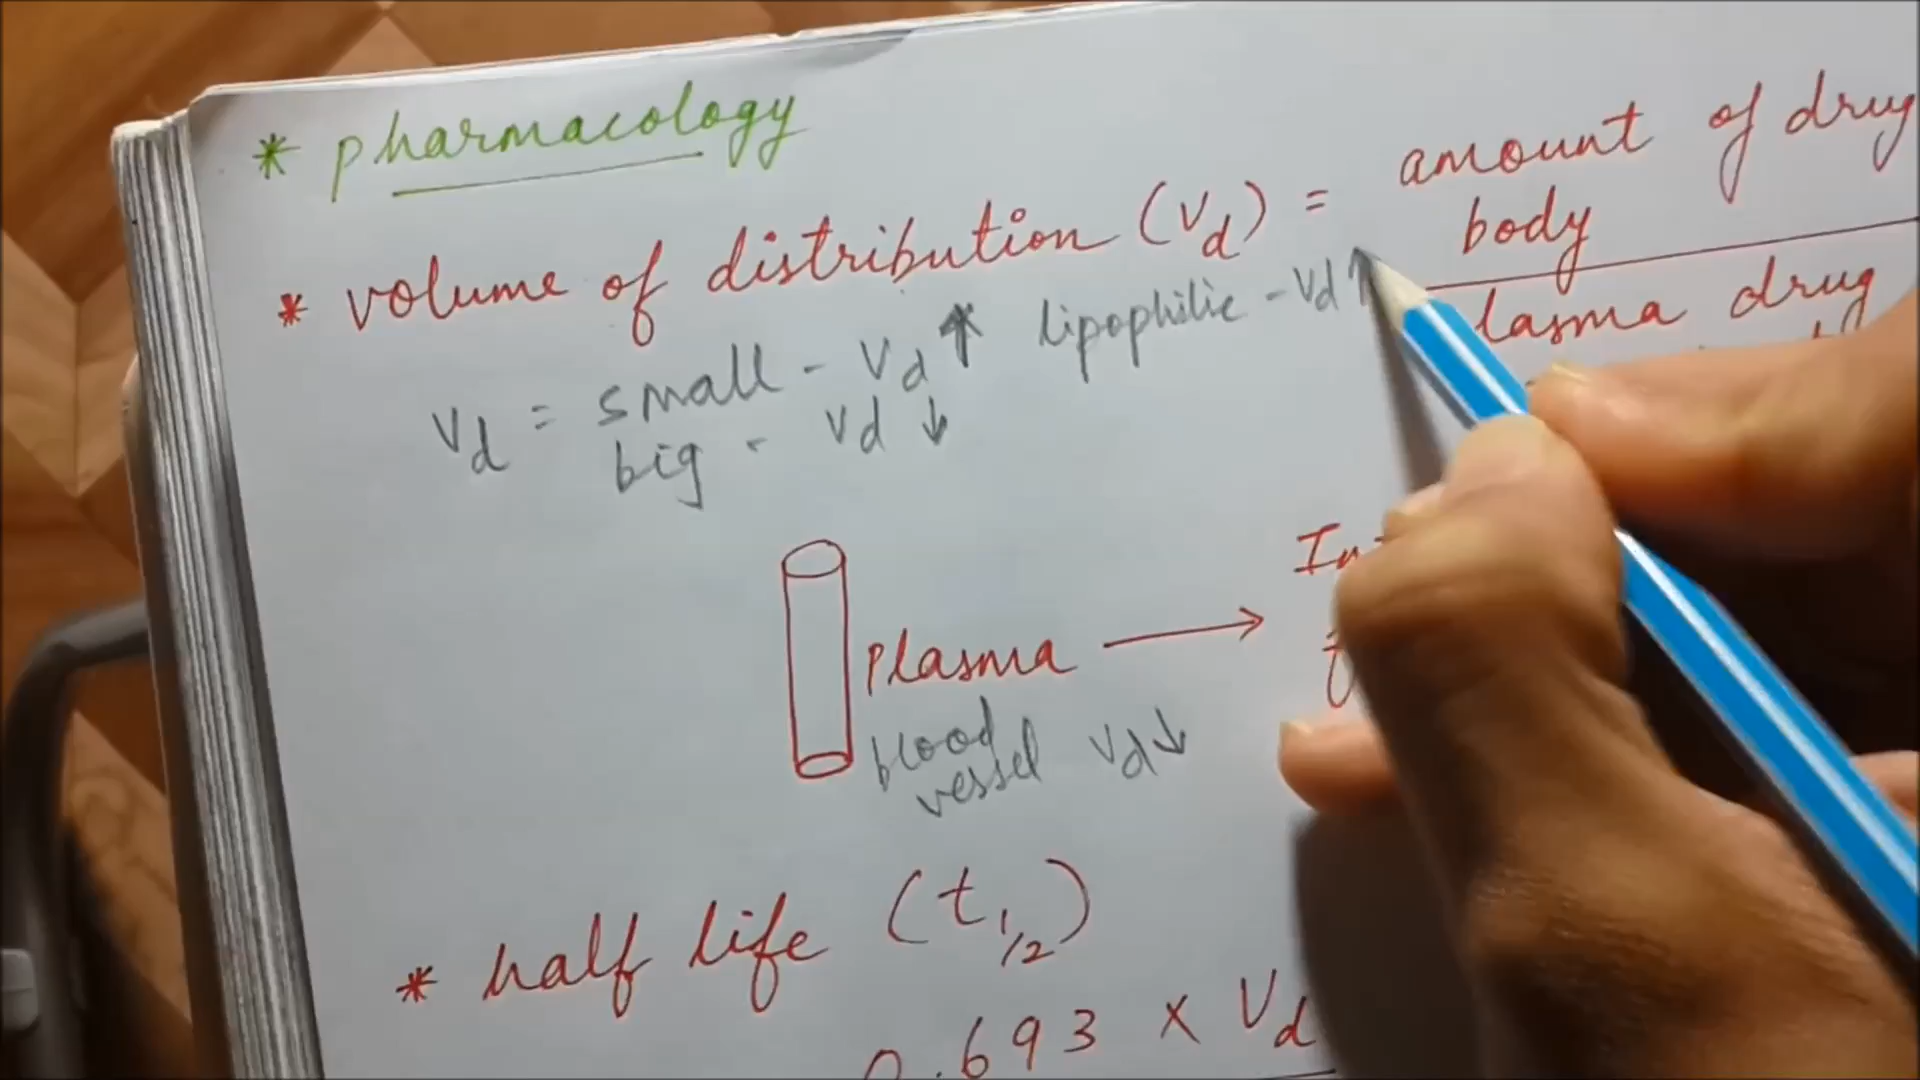 * pharmacology
* volume of distribution (Vd) = amount of drug
body
plasma drug
Vd = small - Vd ↑ lipophilic - Vd ↑
big - Vd ↓
Plasma →
blood
vessel Vd ↓
* half life (t1/2)
0.693 x Vd